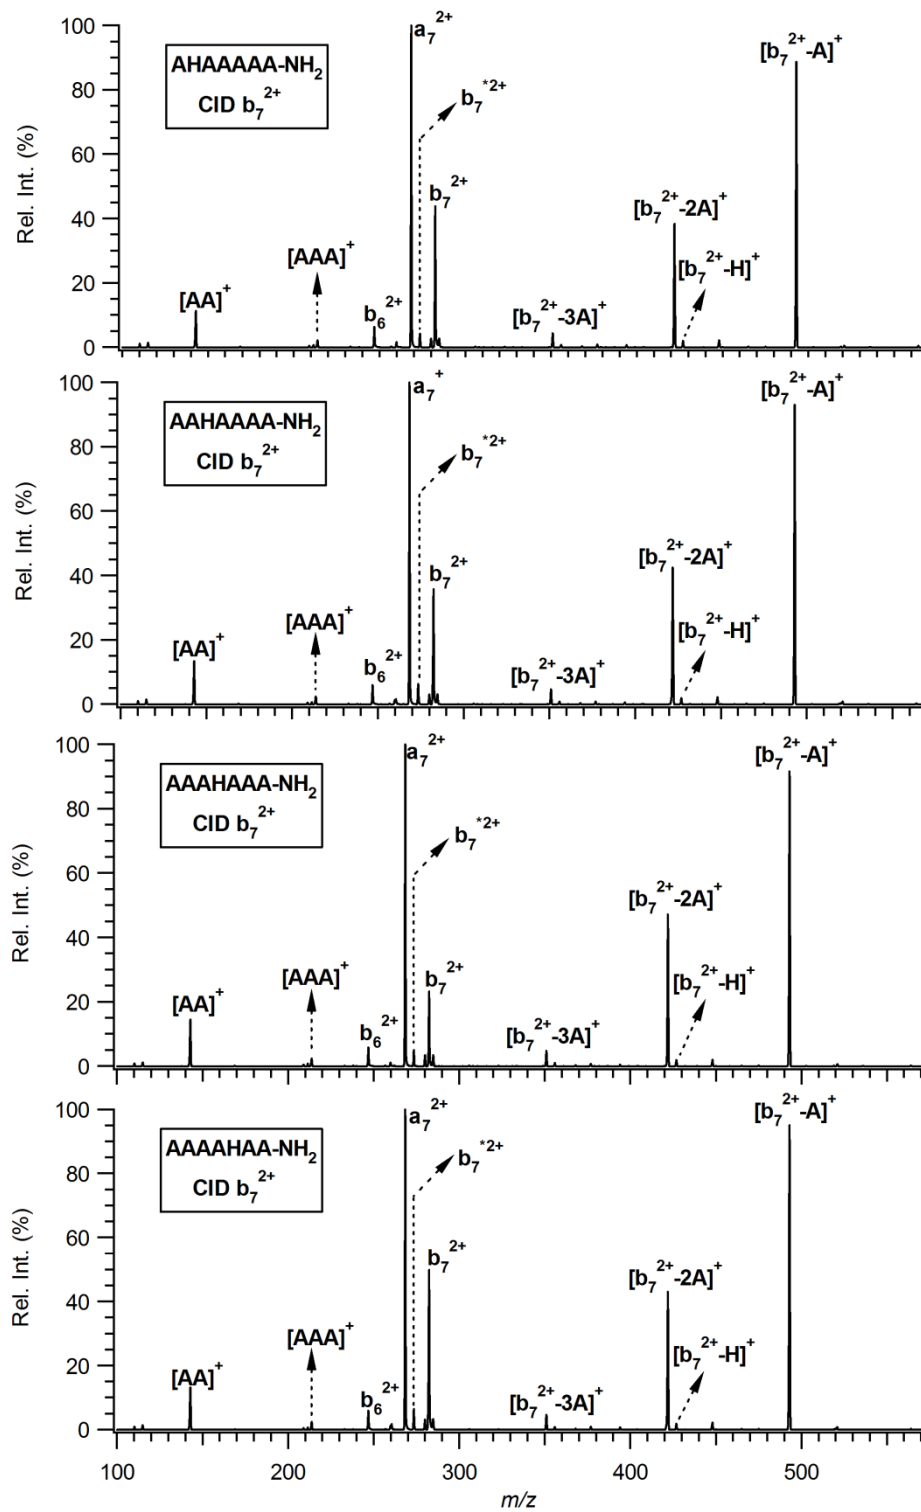 100
80
60
40
20
0
Rel. Int. (%)
AHAAAAA-NH₂
CID b₇²⁺
[AA]⁺
[AAA]⁺
b₆²⁺
a₇²⁺
b₇*²⁺
b₇²⁺
[b₇²⁺-3A]⁺
[b₇²⁺-2A]⁺
[b₇²⁺-H]⁺
[b₇²⁺-A]⁺
100
80
60
40
20
0
Rel. Int. (%)
AAHAAAA-NH₂
CID b₇²⁺
[AA]⁺
[AAA]⁺
b₆²⁺
a₇⁺
b₇*²⁺
b₇²⁺
[b₇²⁺-3A]⁺
[b₇²⁺-2A]⁺
[b₇²⁺-H]⁺
[b₇²⁺-A]⁺
100
80
60
40
20
0
Rel. Int. (%)
AAAHAAA-NH₂
CID b₇²⁺
[AA]⁺
[AAA]⁺
b₆²⁺
a₇²⁺
b₇*²⁺
b₇²⁺
[b₇²⁺-3A]⁺
[b₇²⁺-2A]⁺
[b₇²⁺-H]⁺
[b₇²⁺-A]⁺
100
80
60
40
20
0
Rel. Int. (%)
AAAAHAA-NH₂
CID b₇²⁺
[AA]⁺
[AAA]⁺
b₆²⁺
a₇²⁺
b₇*²⁺
b₇²⁺
[b₇²⁺-3A]⁺
[b₇²⁺-2A]⁺
[b₇²⁺-H]⁺
[b₇²⁺-A]⁺
100 200 300 400 500
m/z